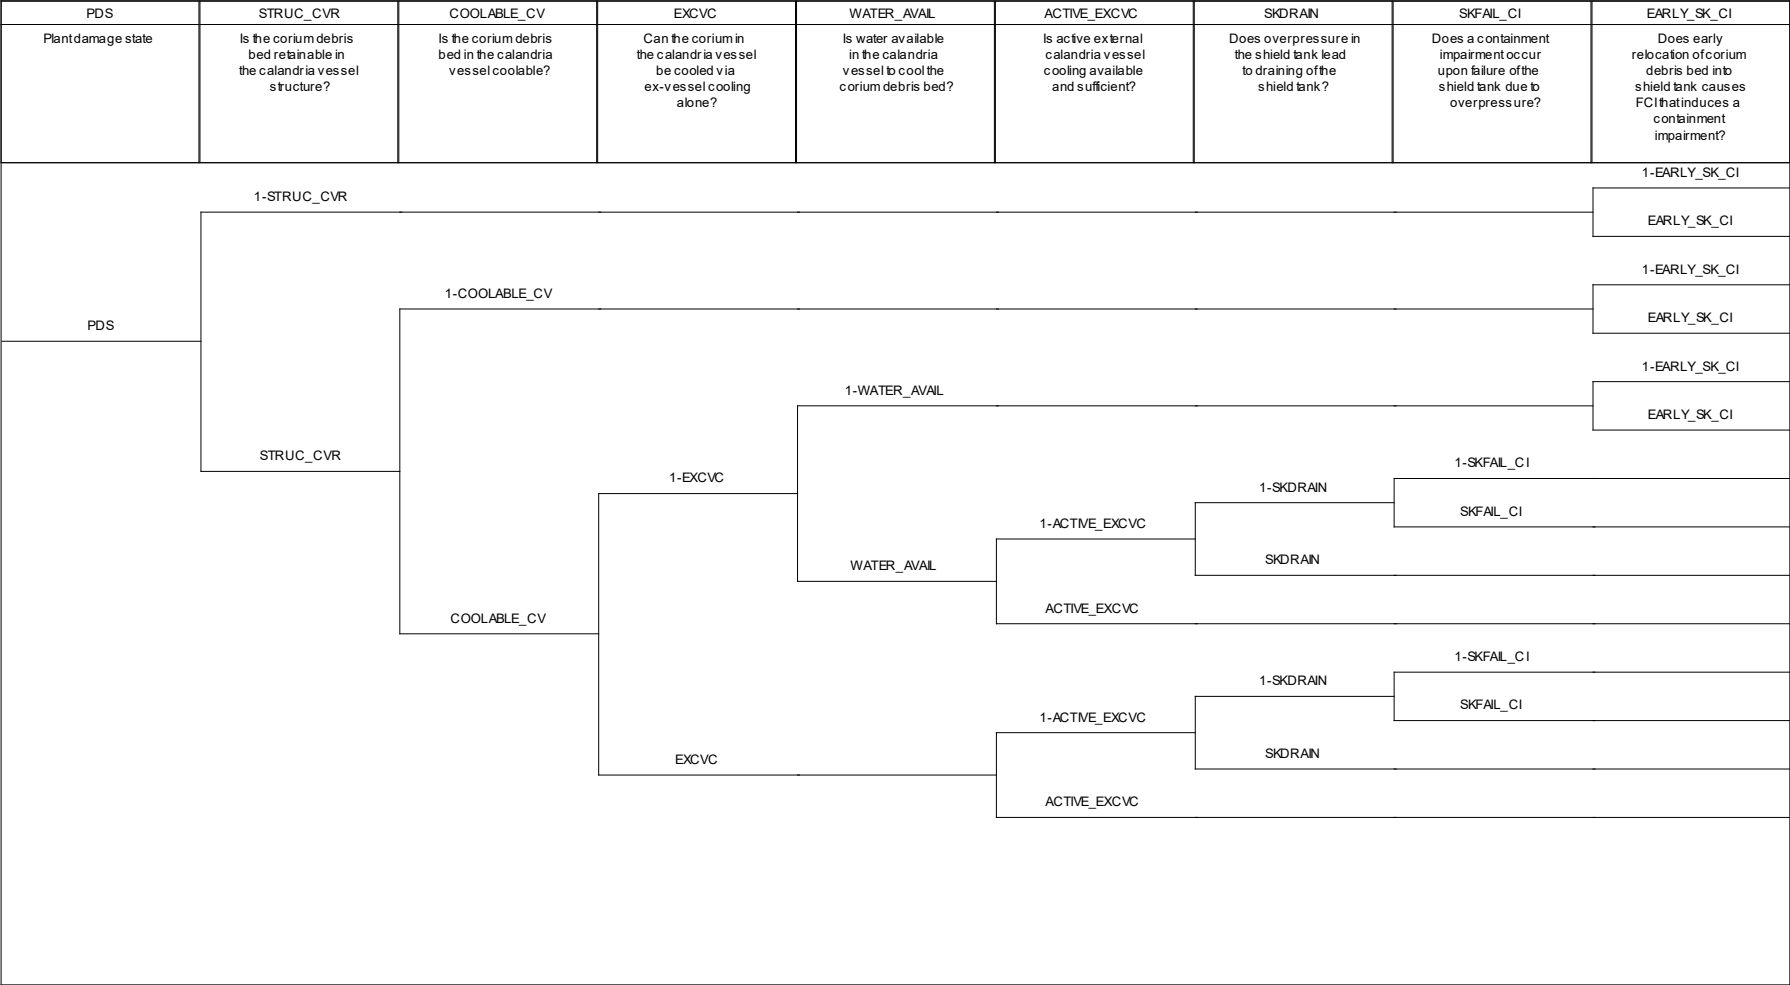 PDS
STRUC_CVR
COOLABLE_CV
EXCVC
WATER_AVAIL
ACTIVE_EXCVC
SKDRAIN
SKFAIL_CI
EARLY_SK_CI
Plant damage state
Is the corium debris
bed retainable in
the calandria vessel
structure?
Is the corium debris
bed in the calandria
vessel coolable?
Can the corium in
the calandria vessel
be cooled via
ex-vessel cooling
alone?
Is water available
in the calandria
vessel to cool the
corium debris bed?
Is active external
calandria vessel
cooling available
and sufficient?
Does overpressure in
the shield tank lead
to draining of the
shield tank?
Does a containment
impairment occur
upon failure of the
shield tank due to
overpressure?
Does early
relocation of corium
debris bed into
shield tank causes
FCI that induces a
containment
impairment?
1-EARLY_SK_CI
1-STRUC_CVR
EARLY_SK_CI
1-EARLY_SK_CI
1-COOLABLE_CV
EARLY_SK_CI
PDS
1-EARLY_SK_CI
1-WATER_AVAIL
EARLY_SK_CI
STRUC_CVR
1-SKFAIL_CI
1-EXCVC
1-SKDRAIN
SKFAIL_CI
1-ACTIVE_EXCVC
SKDRAIN
WATER_AVAIL
ACTIVE_EXCVC
COOLABLE_CV
1-SKFAIL_CI
1-SKDRAIN
SKFAIL_CI
1-ACTIVE_EXCVC
SKDRAIN
EXCVC
ACTIVE_EXCVC